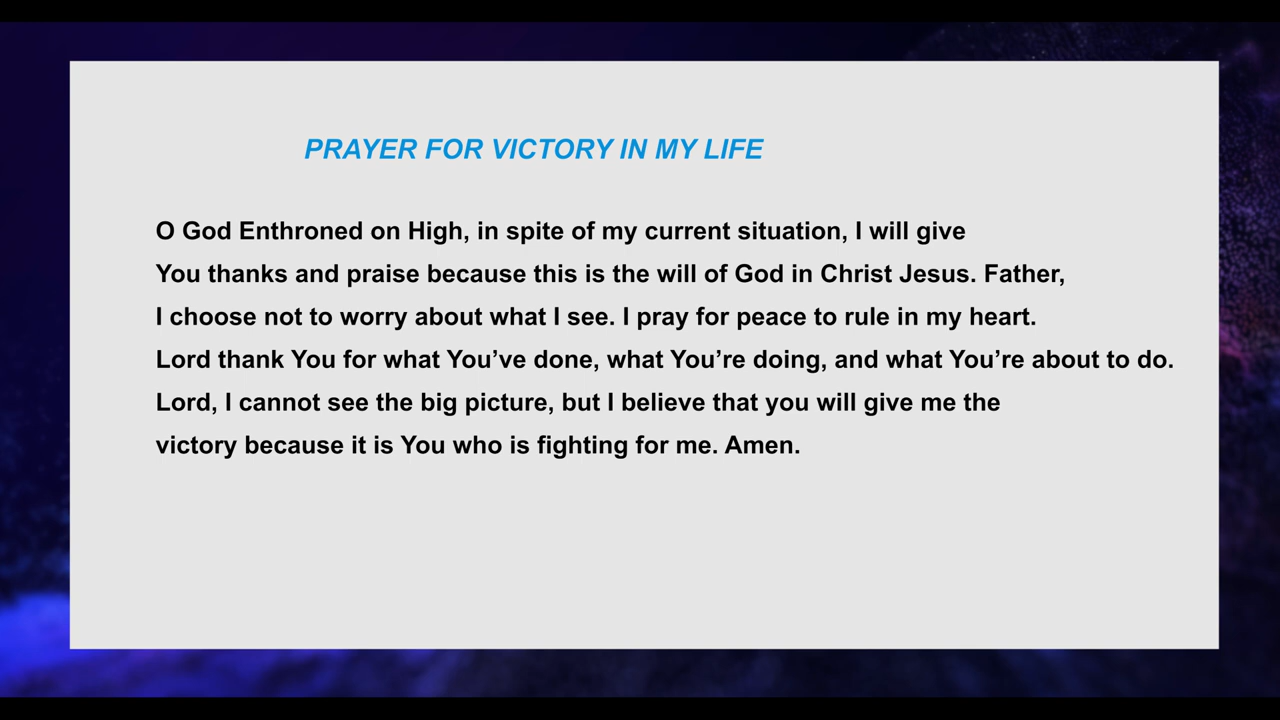 PRAYER FOR VICTORY IN MY LIFE
O God Enthroned on High, in spite of my current situation, I will give
You thanks and praise because this is the will of God in Christ Jesus. Father,
I choose not to worry about what I see. I pray for peace to rule in my heart.
Lord thank You for what You’ve done, what You’re doing, and what You’re about to do.
Lord, I cannot see the big picture, but I believe that you will give me the
victory because it is You who is fighting for me. Amen.